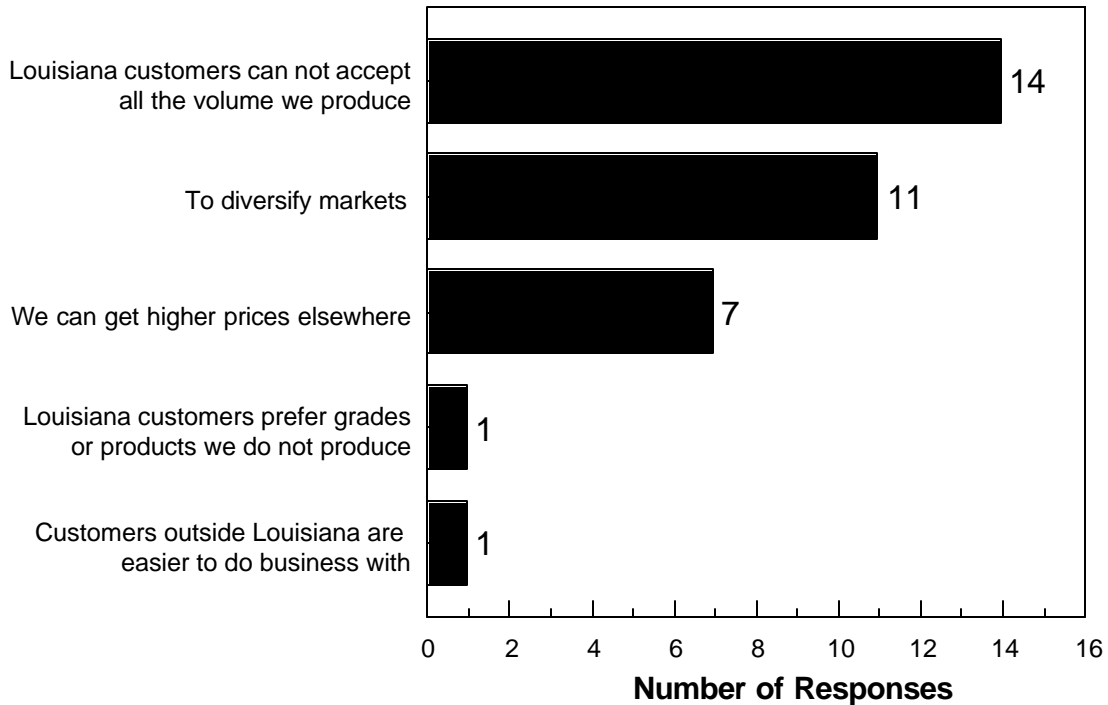 Louisiana customers can not accept
all the volume we produce
14
To diversify markets
11
We can get higher prices elsewhere
7
Louisiana customers prefer grades
or products we do not produce
1
Customers outside Louisiana are
easier to do business with
1
0 2 4 6 8 10 12 14 16
Number of Responses